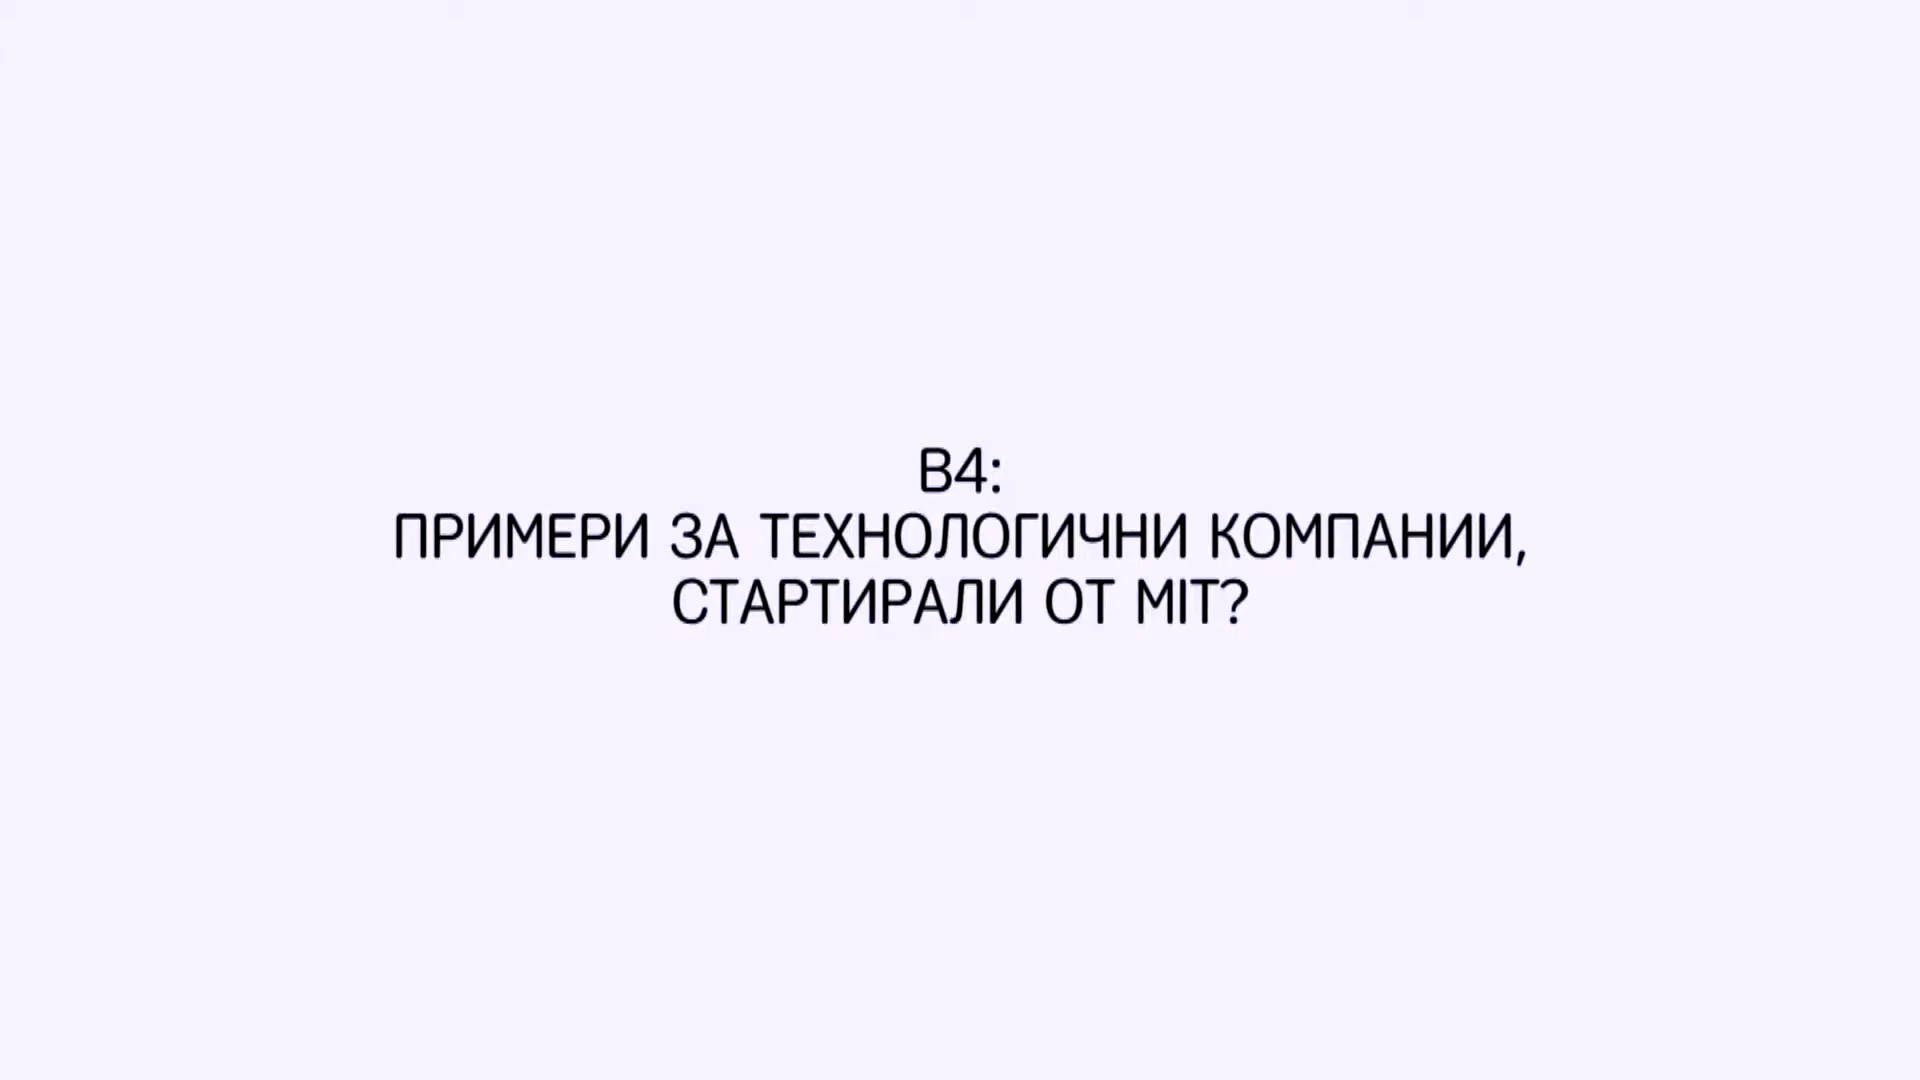 В4:
ПРИМЕРИ ЗА ТЕХНОЛОГИЧНИ КОМПАНИИ,
СТАРТИРАЛИ ОТ MIT?